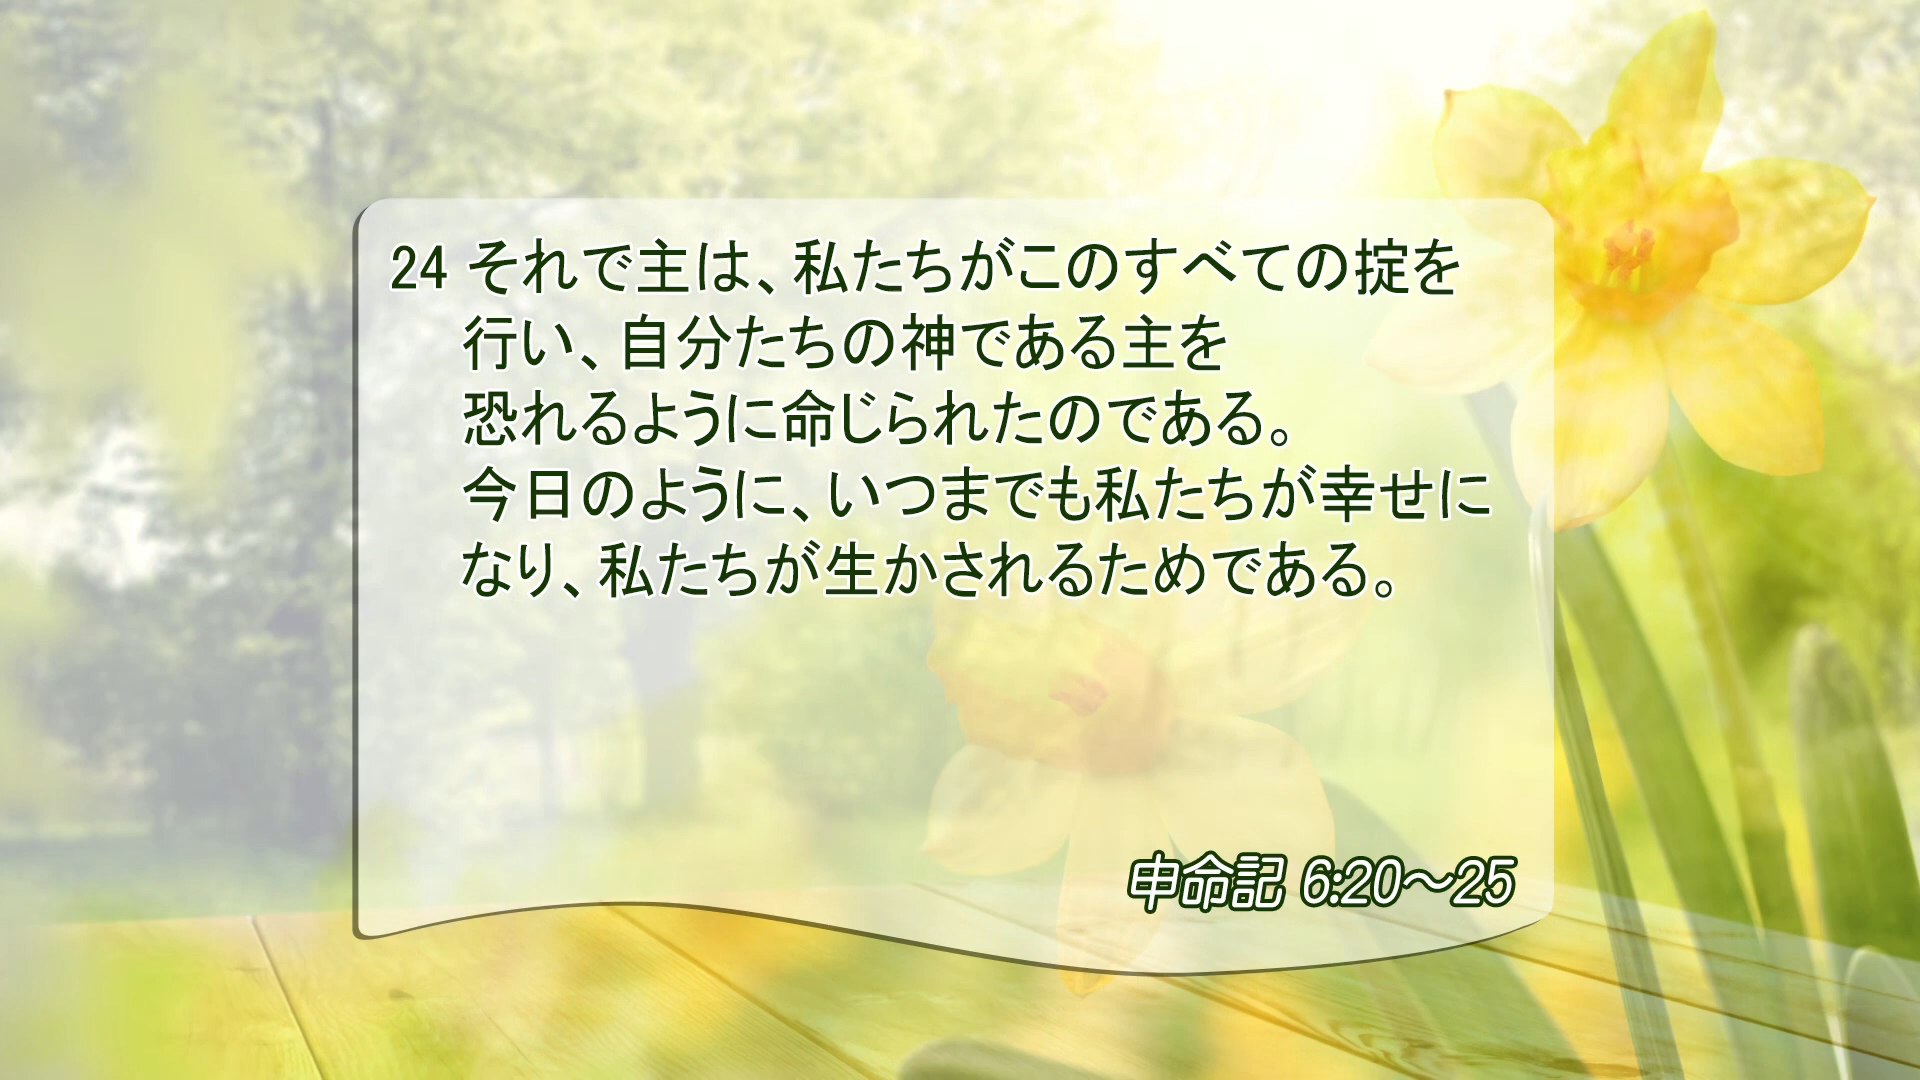 24 それで主は、私たちがこのすべての掟を
行い、自分たちの神である主を
恐れるように命じられたのである。
今日のように、いつまでも私たちが幸せに
なり、私たちが生かされるためである。
申命記 6:20～25